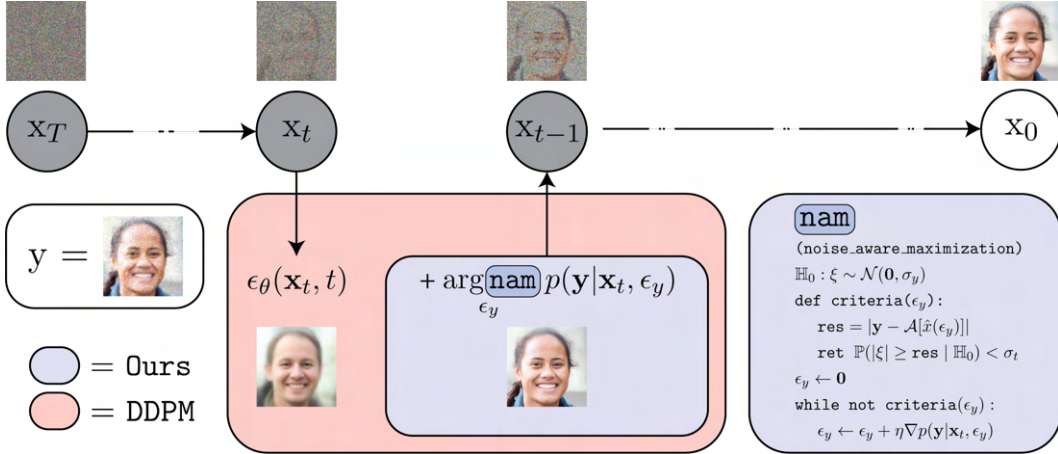 x_T
x_t
x_{t-1}
x_0
y =
ϵ_θ(x_t, t)
+ arg nam p(y|x_t, ϵ_y)
ϵ_y
= Ours
= DDPM
nam
(noise_aware_maximization)
ℍ_0 : ξ ∼ 𝒩(0, σ_y)
def criteria(ϵ_y):
res = |y − 𝒜[x̂(ϵ_y)]|
ret ℙ(|ξ| ≥ res | ℍ_0) < σ_t
ϵ_y ← 0
while not criteria(ϵ_y) :
ϵ_y ← ϵ_y + η∇p(y|x_t, ϵ_y)